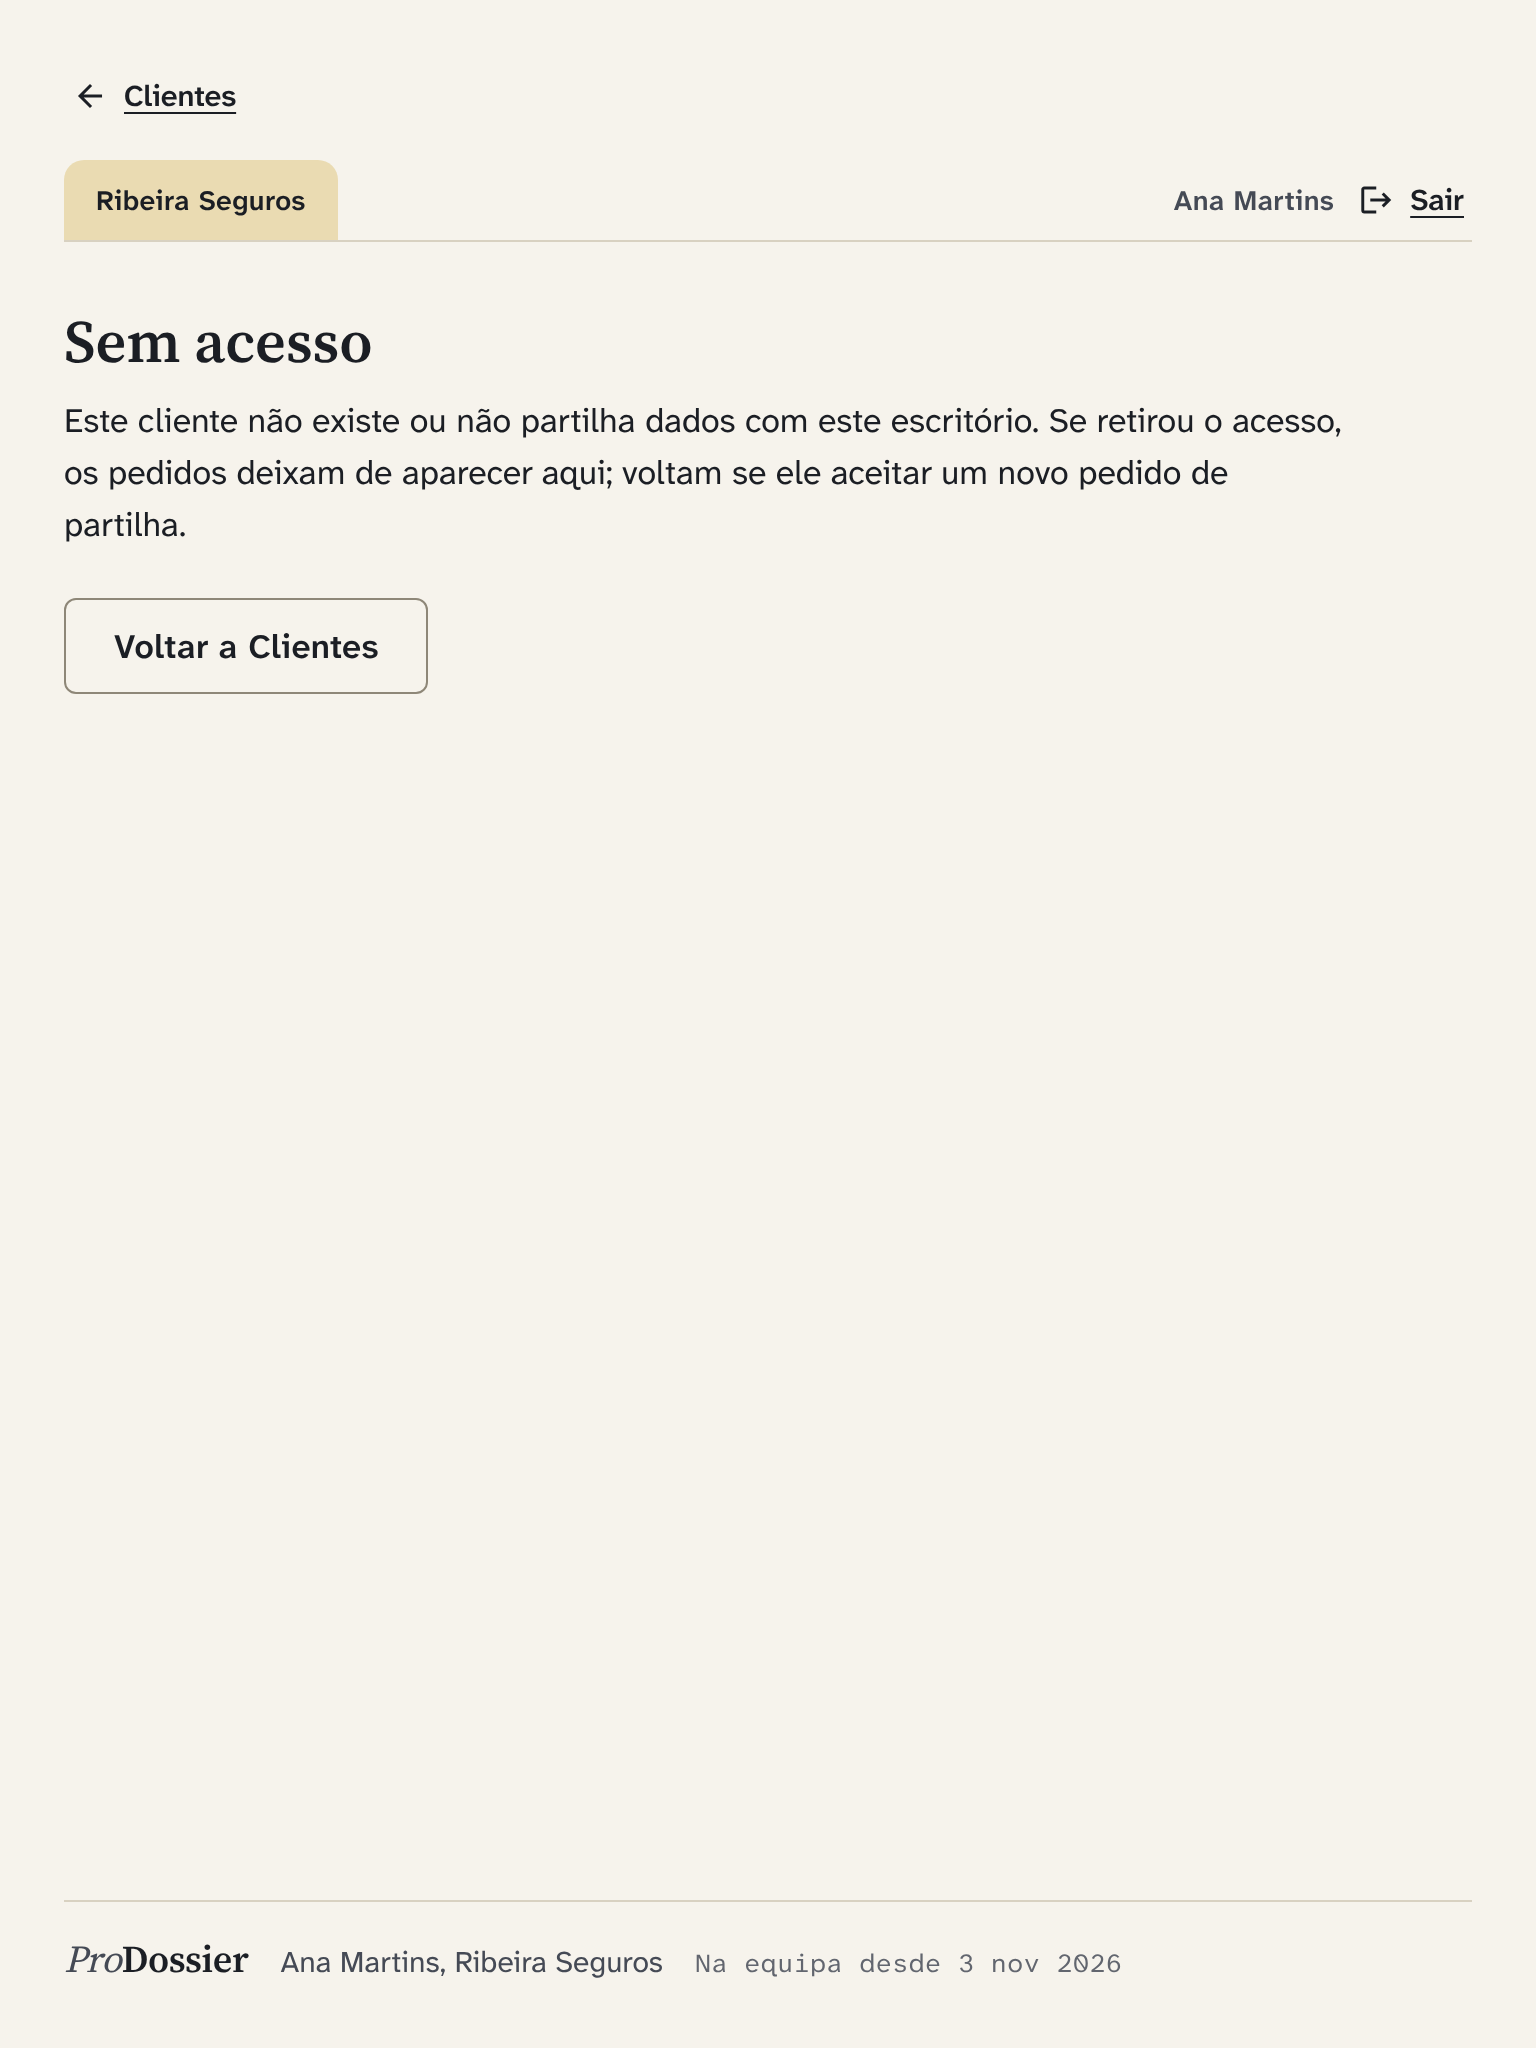 Clientes
Ribeira Seguros
Ana Martins Sair
Sem acesso
Este cliente não existe ou não partilha dados com este escritório. Se retirou o acesso,
os pedidos deixam de aparecer aqui; voltam se ele aceitar um novo pedido de
partilha.
Voltar a Clientes
ProDossier Ana Martins, Ribeira Seguros Na equipa desde 3 nov 2026